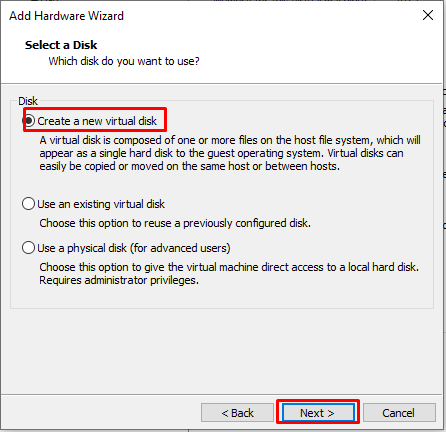 Add Hardware Wizard
Select a Disk
Which disk do you want to use?
Disk
Create a new virtual disk
A virtual disk is composed of one or more files on the host file system, which will
appear as a single hard disk to the guest operating system. Virtual disks can
easily be copied or moved on the same host or between hosts.
Use an existing virtual disk
Choose this option to reuse a previously configured disk.
Use a physical disk (for advanced users)
Choose this option to give the virtual machine direct access to a local hard disk.
Requires administrator privileges.
< Back
Next >
Cancel